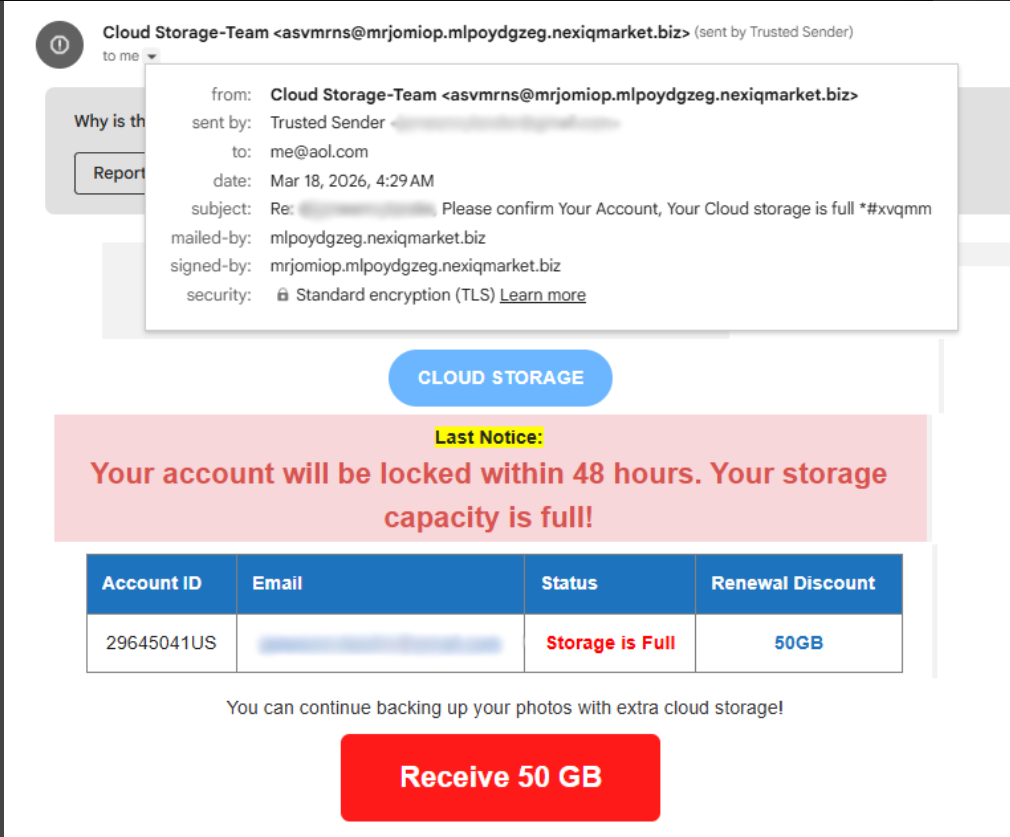 Cloud Storage-Team <asvmrns@mrjomiop.mlpoydgzeg.nexiqmarket.biz> (sent by Trusted Sender)
to me
from: Cloud Storage-Team <asvmrns@mrjomiop.mlpoydgzeg.nexiqmarket.biz>
Why is th
sent by: Trusted Sender
to: me@aol.com
Report
date: Mar 18, 2026, 4:29 AM
subject: Re: Please confirm Your Account, Your Cloud storage is full *#xvqmm
mailed-by: mlpoydgzeg.nexiqmarket.biz
signed-by: mrjomiop.mlpoydgzeg.nexiqmarket.biz
security: Standard encryption (TLS) Learn more
CLOUD STORAGE
Last Notice:
Your account will be locked within 48 hours. Your storage
capacity is full!
Account ID Email Status Renewal Discount
29645041US Storage is Full 50GB
You can continue backing up your photos with extra cloud storage!
Receive 50 GB